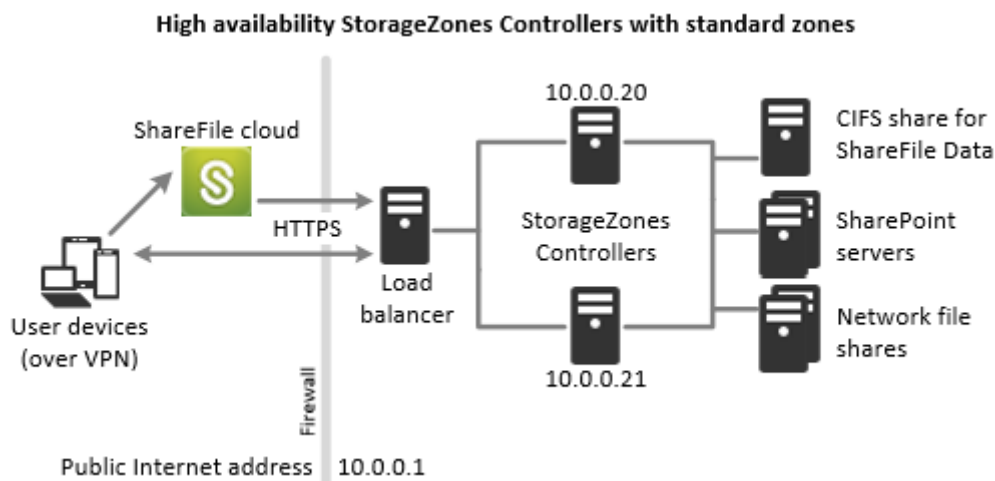 High availability StorageZones Controllers with standard zones
10.0.0.20
ShareFile cloud
CIFS share for
ShareFile Data
HTTPS
StorageZones
Controllers
SharePoint
servers
Load
balancer
User devices
(over VPN)
Network file
shares
10.0.0.21
Firewall
Public Internet address
10.0.0.1